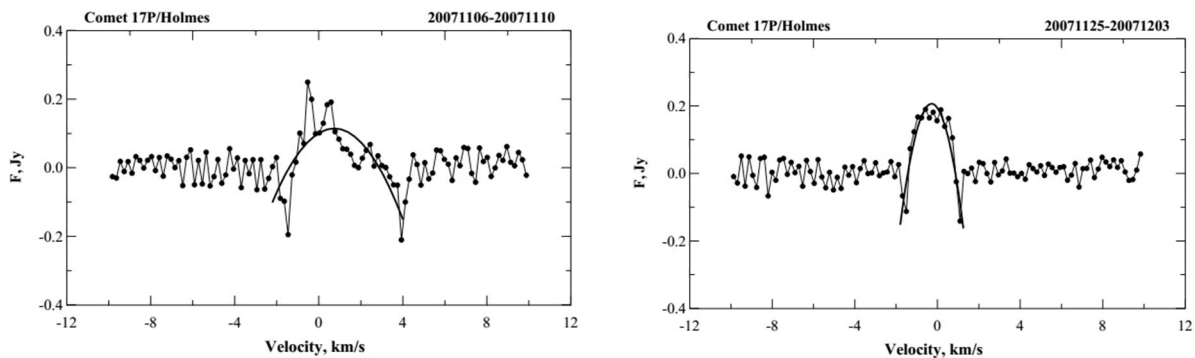 Comet 17P/Holmes 20071106-20071110
0.4
0.2
0.0
-0.2
-0.4
F, Jy
-12 -8 -4 0 4 8 12
Velocity, km/s
Comet 17P/Holmes 20071125-20071203
0.4
0.2
0.0
-0.2
-0.4
F, Jy
-12 -8 -4 0 4 8 12
Velocity, km/s